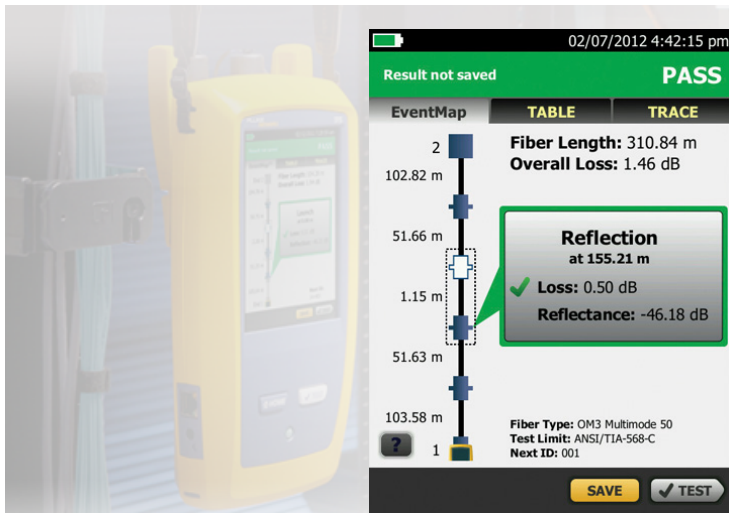 02/07/2012 4:42:15 pm
Result not saved
PASS
EventMap
TABLE
TRACE
2
Fiber Length: 310.84 m
Overall Loss: 1.46 dB
102.82 m
51.66 m
1.15 m
51.63 m
103.58 m
1
Reflection
at 155.21 m
Loss: 0.50 dB
Reflectance: -46.18 dB
Fiber Type: OM3 Multimode 50
Test Limit: ANSI/TIA-568-C
Next ID: 001
?
SAVE
TEST